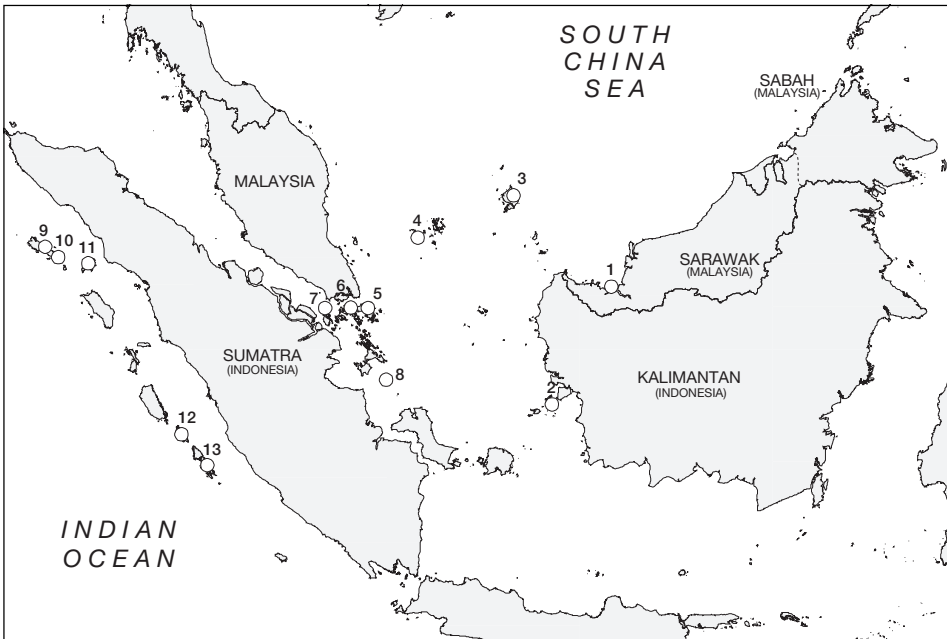 SOUTH
CHINA
SEA
SABAH
(MALAYSIA)
MALAYSIA
3
4
9
10
11
SARAWAK
(MALAYSIA)
1
7
6
5
SUMATRA
(INDONESIA)
8
KALIMANTAN
(INDONESIA)
2
12
13
INDIAN
OCEAN